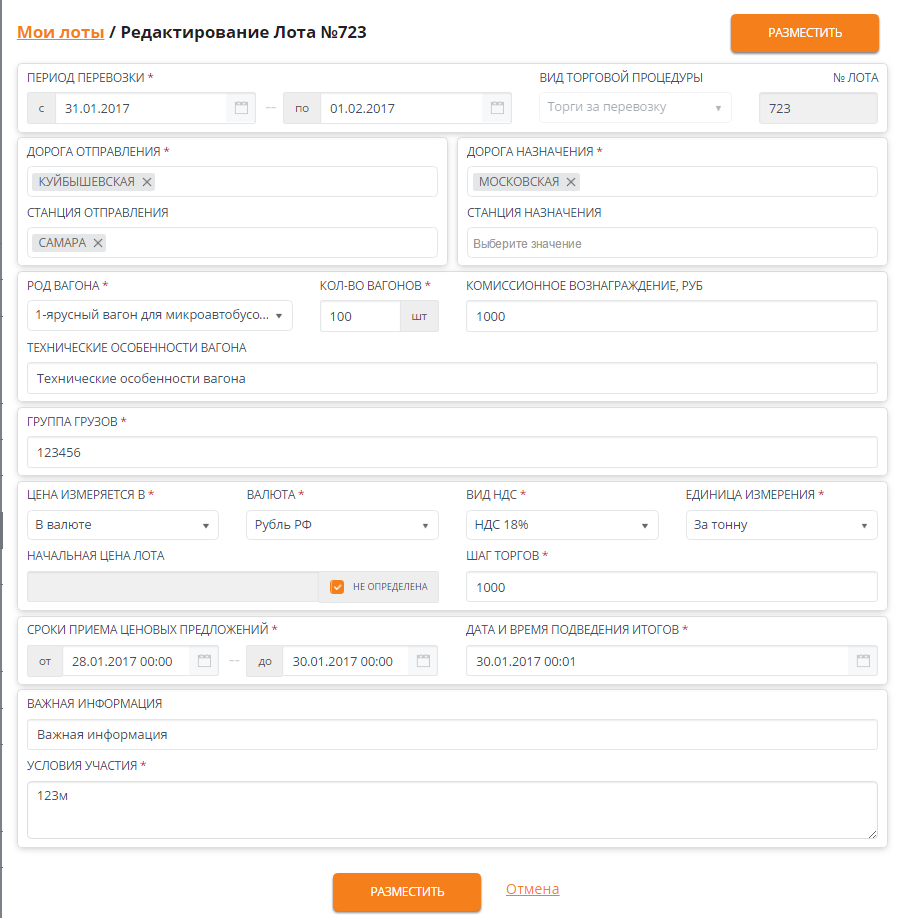 Мои лоты / Редактирование Лота №723
РАЗМЕСТИТЬ
ПЕРИОД ПЕРЕВОЗКИ * ВИД ТОРГОВОЙ ПРОЦЕДУРЫ № ЛОТА
с 31.01.2017 — по 01.02.2017 Торги за перевозку 723
ДОРОГА ОТПРАВЛЕНИЯ *
КУЙБЫШЕВСКАЯ ✕
СТАНЦИЯ ОТПРАВЛЕНИЯ
САМАРА ✕
ДОРОГА НАЗНАЧЕНИЯ *
МОСКОВСКАЯ ✕
СТАНЦИЯ НАЗНАЧЕНИЯ
Выберите значение
РОД ВАГОНА * КОЛ-ВО ВАГОНОВ * КОМИССИОННОЕ ВОЗНАГРАЖДЕНИЕ, РУБ
1-ярусный вагон для микроавтобусо... 100 шт 1000
ТЕХНИЧЕСКИЕ ОСОБЕННОСТИ ВАГОНА
Технические особенности вагона
ГРУППА ГРУЗОВ *
123456
ЦЕНА ИЗМЕРЯЕТСЯ В * ВАЛЮТА * ВИД НДС * ЕДИНИЦА ИЗМЕРЕНИЯ *
В валюте Рубль РФ НДС 18% За тонну
НАЧАЛЬНАЯ ЦЕНА ЛОТА ШАГ ТОРГОВ *
НЕ ОПРЕДЕЛЕНА 1000
СРОКИ ПРИЕМА ЦЕНОВЫХ ПРЕДЛОЖЕНИЙ * ДАТА И ВРЕМЯ ПОДВЕДЕНИЯ ИТОГОВ *
от 28.01.2017 00:00 — до 30.01.2017 00:00 30.01.2017 00:01
ВАЖНАЯ ИНФОРМАЦИЯ
Важная информация
УСЛОВИЯ УЧАСТИЯ *
123м
РАЗМЕСТИТЬ Отмена